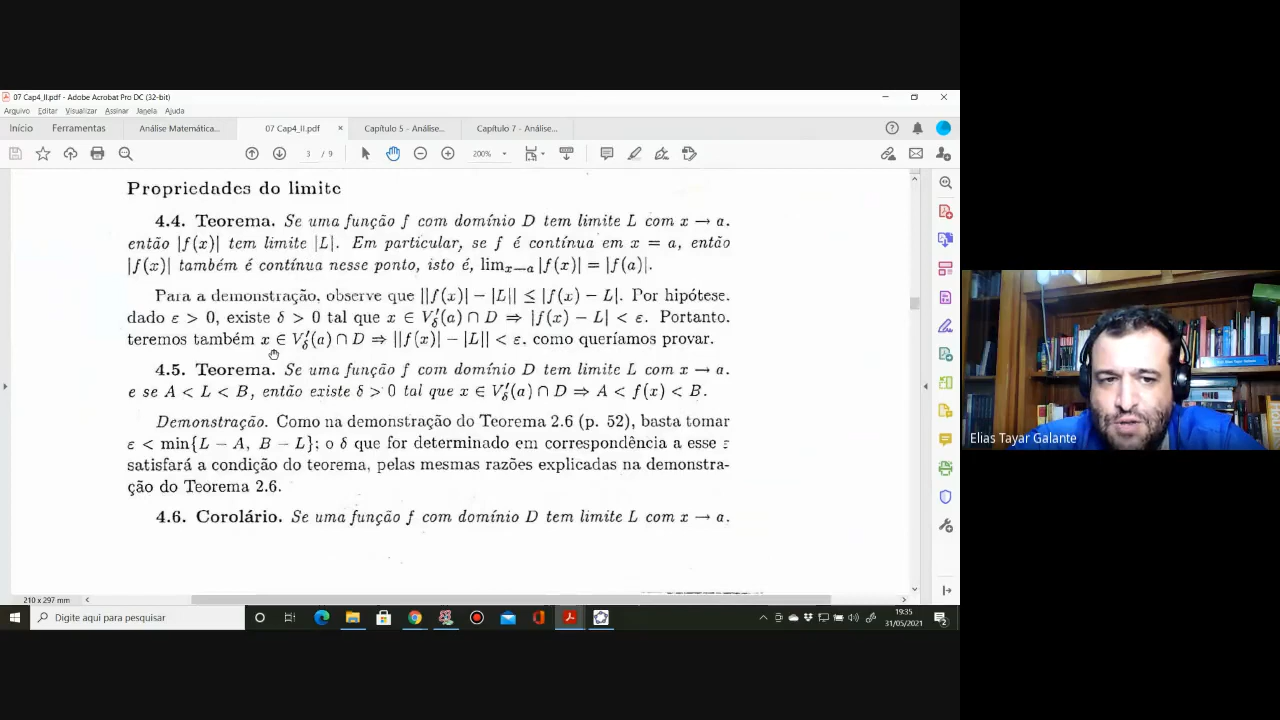 07 Cap4_II.pdf - Adobe Acrobat Pro DC (32-bit)
Arquivo Editar Visualizar Assinar Janela Ajuda
Início Ferramentas Análise Matemática... 07 Cap4_II.pdf × Capítulo 5 - Análise... Capítulo 7 - Análise...
3 / 9 200%
Propriedades do limite
4.4. Teorema. Se uma função f com domínio D tem limite L com x → a.
então |f(x)| tem limite |L|. Em particular, se f é contínua em x = a, então
|f(x)| também é contínua nesse ponto, isto é, lim x→a |f(x)| = |f(a)|.
Para a demonstração, observe que ||f(x)| − |L|| ≤ |f(x) − L|. Por hipótese.
dado ε > 0, existe δ > 0 tal que x ∈ V′δ(a) ∩ D ⇒ |f(x) − L| < ε. Portanto.
teremos também x ∈ V′δ(a) ∩ D ⇒ ||f(x)| − |L|| < ε. como queríamos provar.
4.5. Teorema. Se uma função f com domínio D tem limite L com x → a.
e se A < L < B, então existe δ > 0 tal que x ∈ V′δ(a) ∩ D ⇒ A < f(x) < B.
Demonstração. Como na demonstração do Teorema 2.6 (p. 52), basta tomar
ε < min{L − A, B − L}; o δ que for determinado em correspondência a esse ε
satisfará a condição do teorema, pelas mesmas razões explicadas na demonstra-
ção do Teorema 2.6.
4.6. Corolário. Se uma função f com domínio D tem limite L com x → a.
210 x 297 mm
Digite aqui para pesquisar
19:35
31/05/2021
2
Elias Tayar Galante